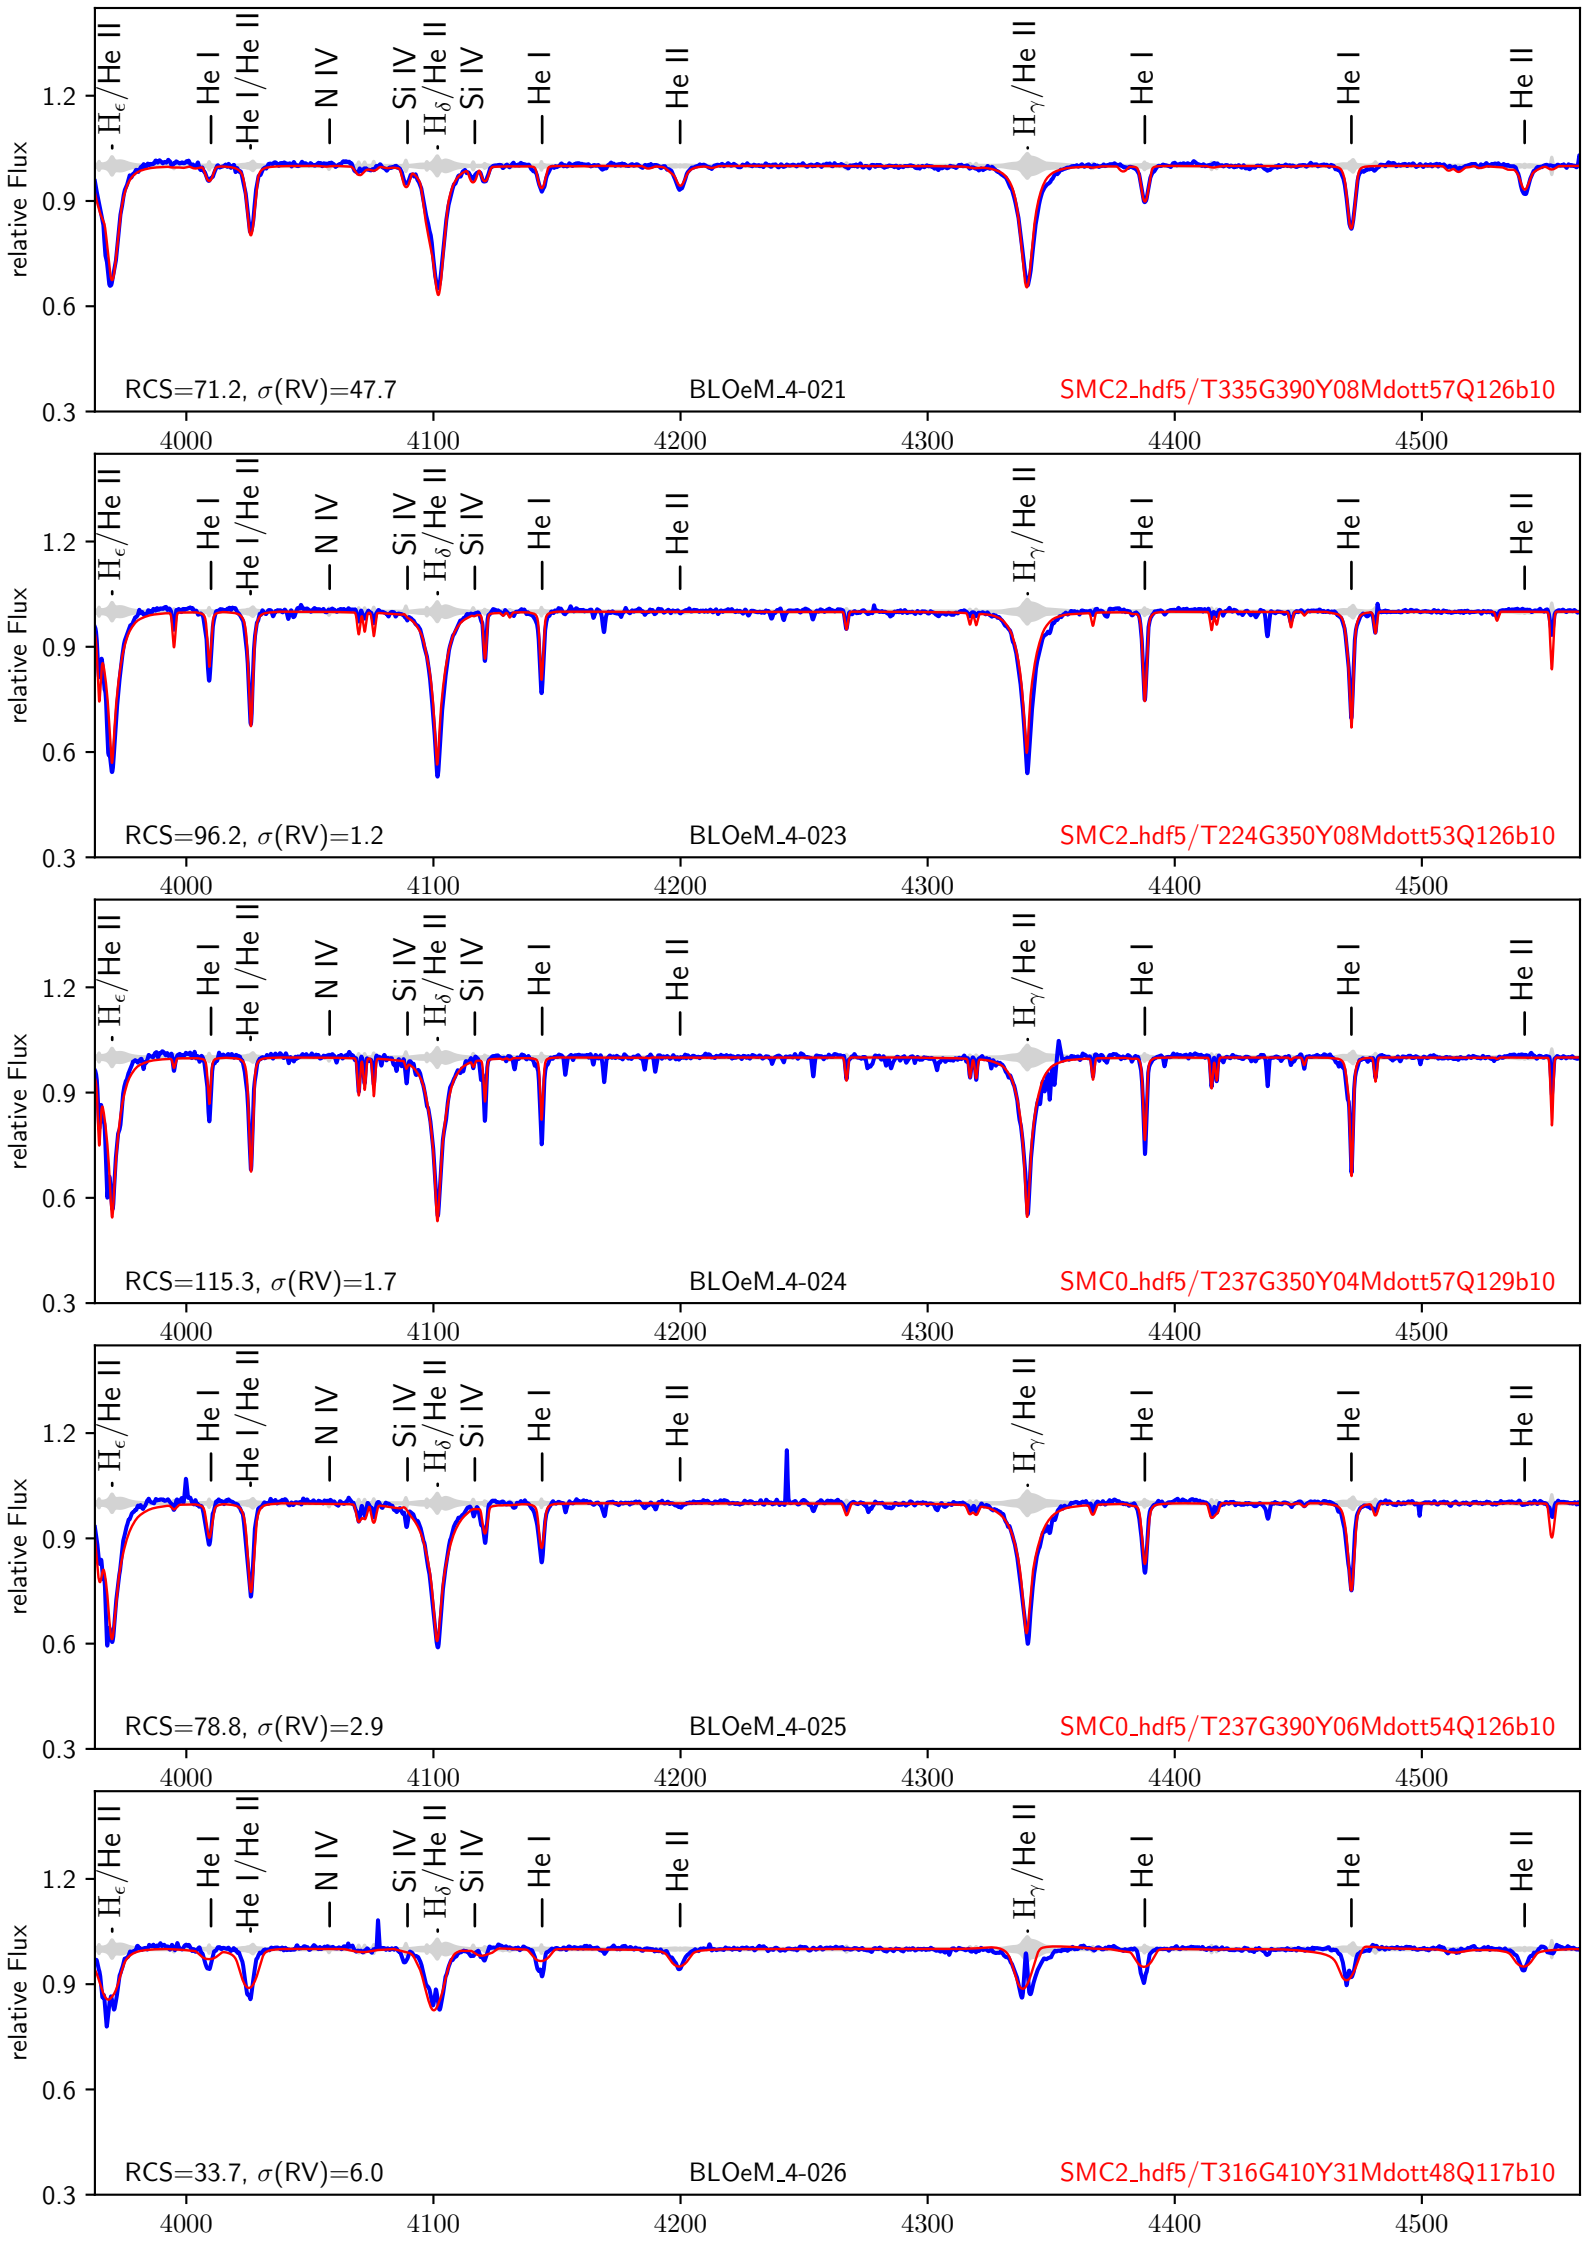 H_ε/He II
He I
He I/He II
N IV
Si IV
H_δ/He II
Si IV
He I
He II
H_γ/He II
He I
He I
He II
relative Flux
1.2
0.9
0.6
0.3
RCS=71.2, σ(RV)=47.7
BLOeM_4-021
SMC2_hdf5/T335G390Y08Mdott57Q126b10
4000 4100 4200 4300 4400 4500
H_ε/He II
He I
He I/He II
N IV
Si IV
H_δ/He II
Si IV
He I
He II
H_γ/He II
He I
He I
He II
relative Flux
1.2
0.9
0.6
0.3
RCS=96.2, σ(RV)=1.2
BLOeM_4-023
SMC2_hdf5/T224G350Y08Mdott53Q126b10
4000 4100 4200 4300 4400 4500
H_ε/He II
He I
He I/He II
N IV
Si IV
H_δ/He II
Si IV
He I
He II
H_γ/He II
He I
He I
He II
relative Flux
1.2
0.9
0.6
0.3
RCS=115.3, σ(RV)=1.7
BLOeM_4-024
SMC0_hdf5/T237G350Y04Mdott57Q129b10
4000 4100 4200 4300 4400 4500
H_ε/He II
He I
He I/He II
N IV
Si IV
H_δ/He II
Si IV
He I
He II
H_γ/He II
He I
He I
He II
relative Flux
1.2
0.9
0.6
0.3
RCS=78.8, σ(RV)=2.9
BLOeM_4-025
SMC0_hdf5/T237G390Y06Mdott54Q126b10
4000 4100 4200 4300 4400 4500
H_ε/He II
He I
He I/He II
N IV
Si IV
H_δ/He II
Si IV
He I
He II
H_γ/He II
He I
He I
He II
relative Flux
1.2
0.9
0.6
0.3
RCS=33.7, σ(RV)=6.0
BLOeM_4-026
SMC2_hdf5/T316G410Y31Mdott48Q117b10
4000 4100 4200 4300 4400 4500